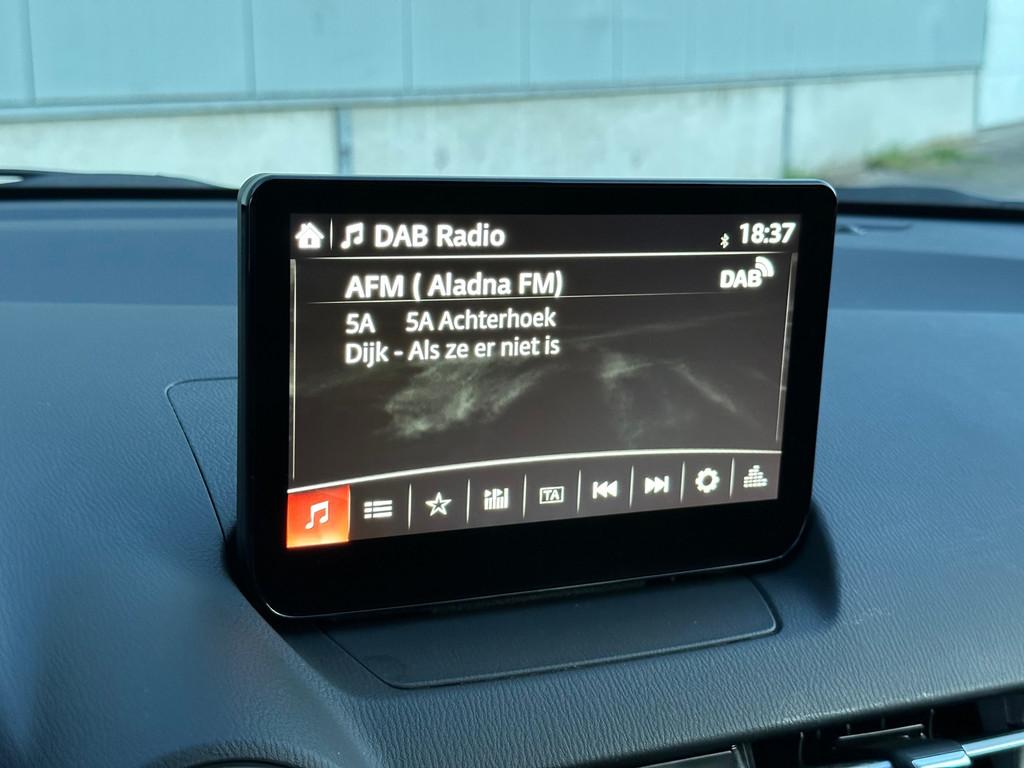 DAB Radio 18:37
AFM ( Aladna FM) DAB
5A 5A Achterhoek
Dijk - Als ze er niet is
TA